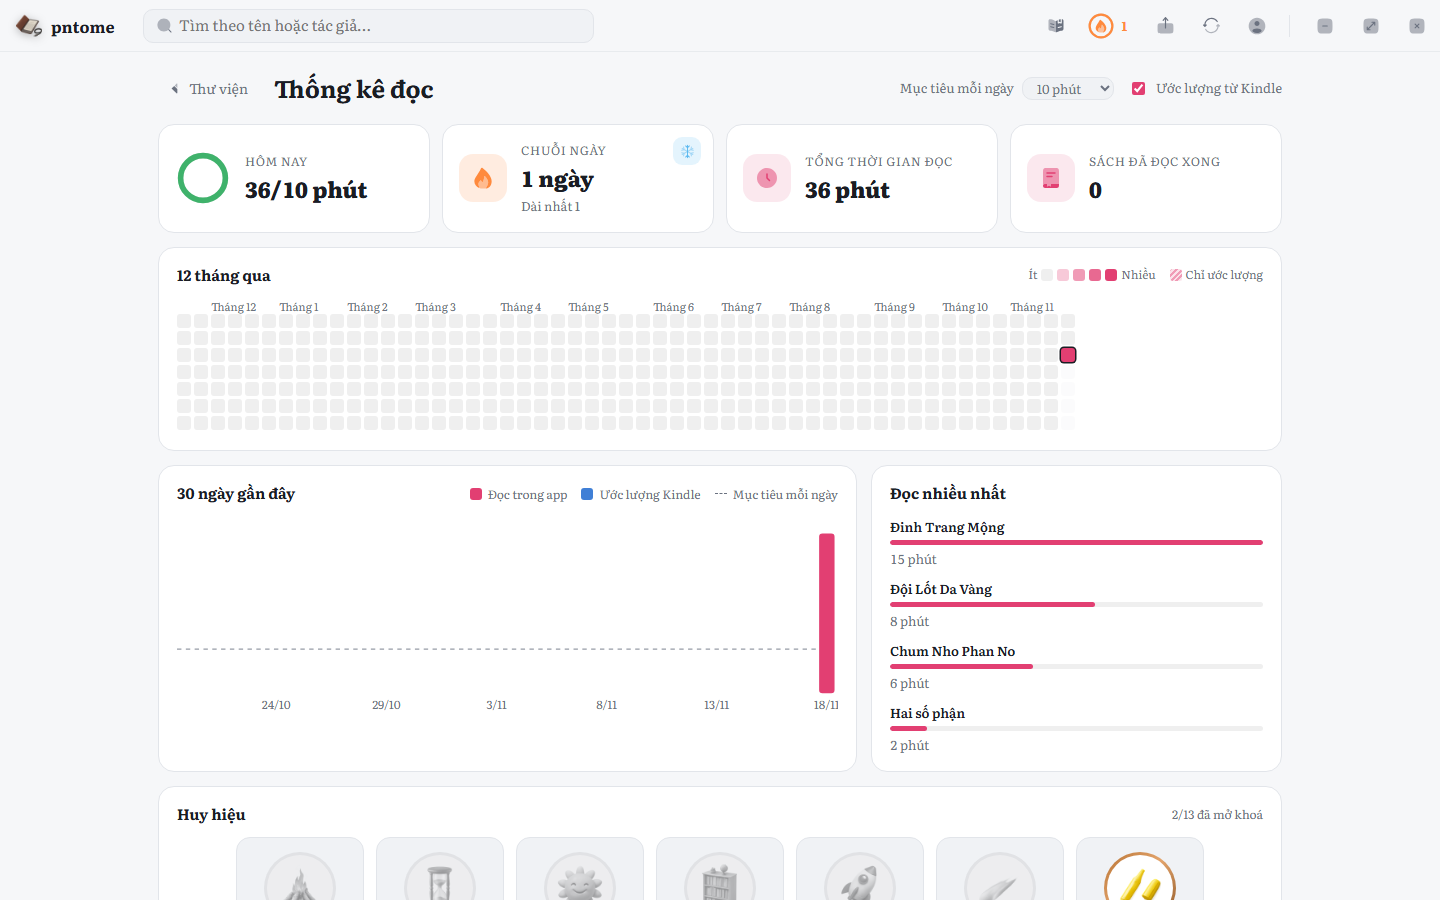 pntome
Tìm theo tên hoặc tác giả...
1
Thư viện
Thống kê đọc
Mục tiêu mỗi ngày
10 phút
Ước lượng từ Kindle
HÔM NAY
36/10 phút
CHUỖI NGÀY
1 ngày
Dài nhất 1
TỔNG THỜI GIAN ĐỌC
36 phút
SÁCH ĐÃ ĐỌC XONG
0
12 tháng qua
Ít
Nhiều
Chỉ ước lượng
Tháng 12 Tháng 1 Tháng 2 Tháng 3 Tháng 4 Tháng 5 Tháng 6 Tháng 7 Tháng 8 Tháng 9 Tháng 10 Tháng 11
30 ngày gần đây
Đọc trong app
Ước lượng Kindle
Mục tiêu mỗi ngày
24/10 29/10 3/11 8/11 13/11 18/11
Đọc nhiều nhất
Đinh Trang Mộng
15 phút
Đội Lốt Da Vàng
8 phút
Chum Nho Phan No
6 phút
Hai số phận
2 phút
Huy hiệu
2/13 đã mở khoá